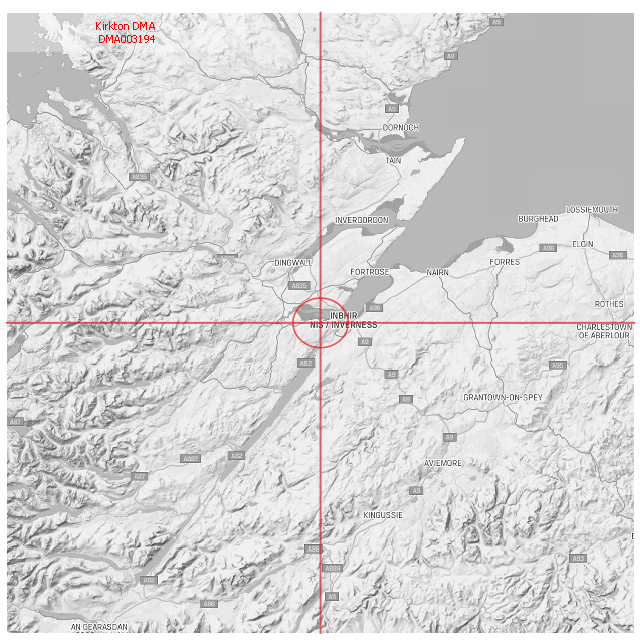 Kirkton DMA
DMA003194
A9
A9
A9
DORNOCH
TAIN
A835
LOSSIEMOUTH
INVERGORDON
BURGHEAD
ELGIN
A96
A96
DINGWALL
FORRES
FORTROSE
NAIRN
A835
ROTHES
A96
INBHIR
NIS / INVERNESS
CHARLESTOWN
OF ABERLOUR
A9
A82
A95
A9
GRANTOWN-ON-SPEY
A9
A87
A9
A887
A82
AVIEMORE
A87
A9
KINGUSSIE
A86
A93
A889
A82
A9
A86
AN GEARASDAN